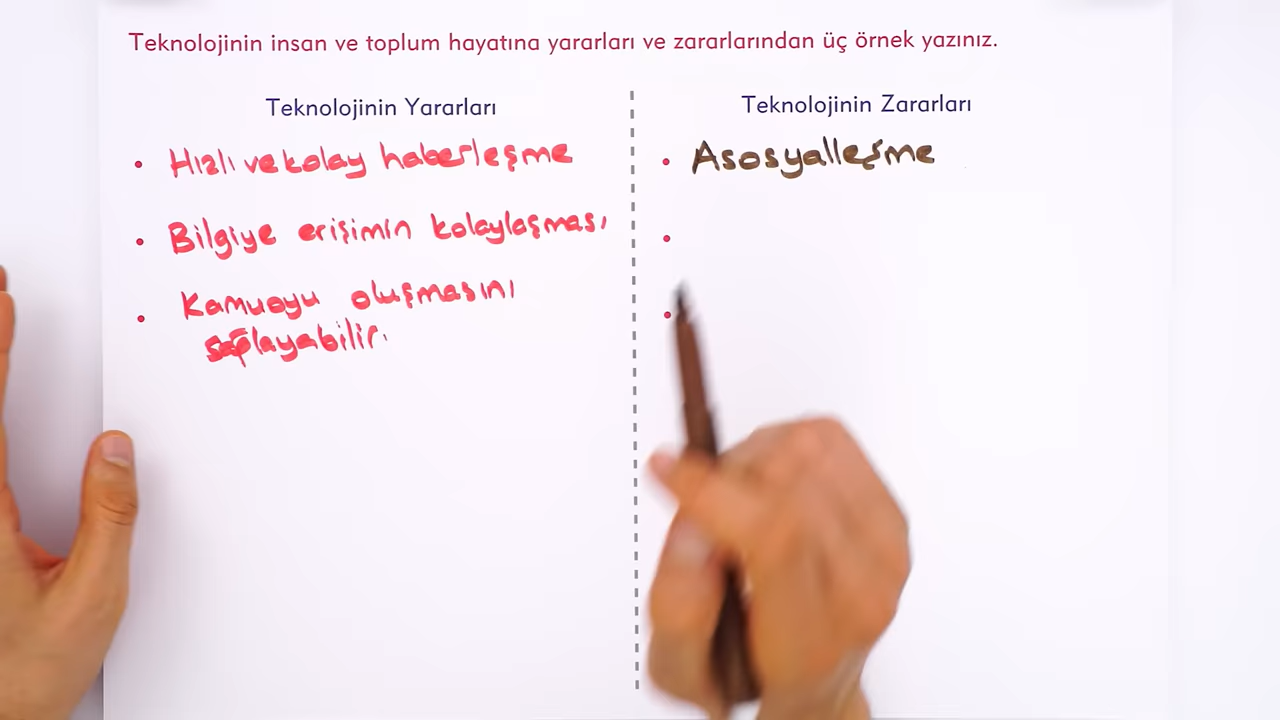 Teknolojinin insan ve toplum hayatına yararları ve zararlarından üç örnek yazınız.
Teknolojinin Yararları
• Hızlı ve kolay haberleşme
• Bilgiye erişimin kolaylaşması
• Kamuoyu oluşmasını
sağlayabilir.
Teknolojinin Zararları
• Asosyalleşme
•
•